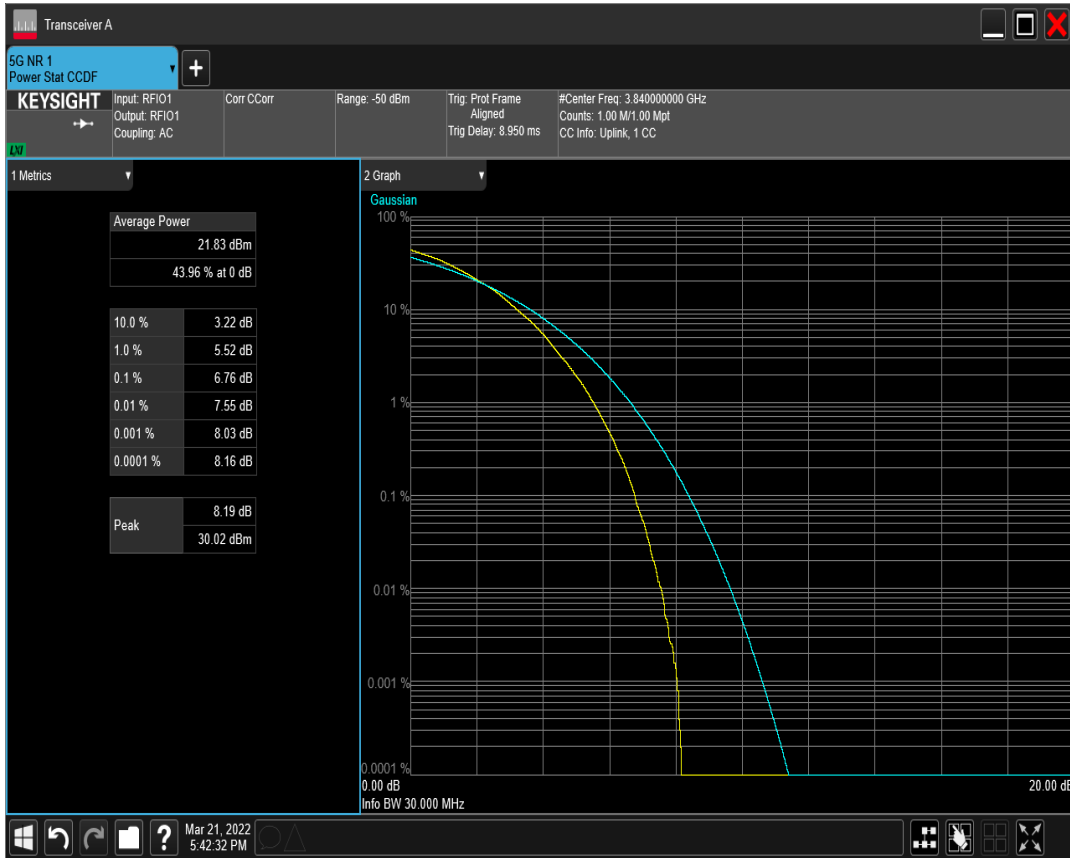 Transceiver A
5G NR 1
Power Stat CCDF
+
KEYSIGHT
LXI
Input: RFIO1
Output: RFIO1
Coupling: AC
Corr CCorr
Range: -50 dBm
Trig: Prot Frame
Aligned
Trig Delay: 8.950 ms
#Center Freq: 3.840000000 GHz
Counts: 1.00 M/1.00 Mpt
CC Info: Uplink, 1 CC
1 Metrics
Average Power
21.83 dBm
43.96 % at 0 dB
10.0 % 3.22 dB
1.0 % 5.52 dB
0.1 % 6.76 dB
0.01 % 7.55 dB
0.001 % 8.03 dB
0.0001 % 8.16 dB
Peak 8.19 dB
30.02 dBm
2 Graph
Gaussian
100 %
10 %
1 %
0.1 %
0.01 %
0.001 %
0.0001 %
0.00 dB 20.00 dB
Info BW 30.000 MHz
?
Mar 21, 2022
5:42:32 PM